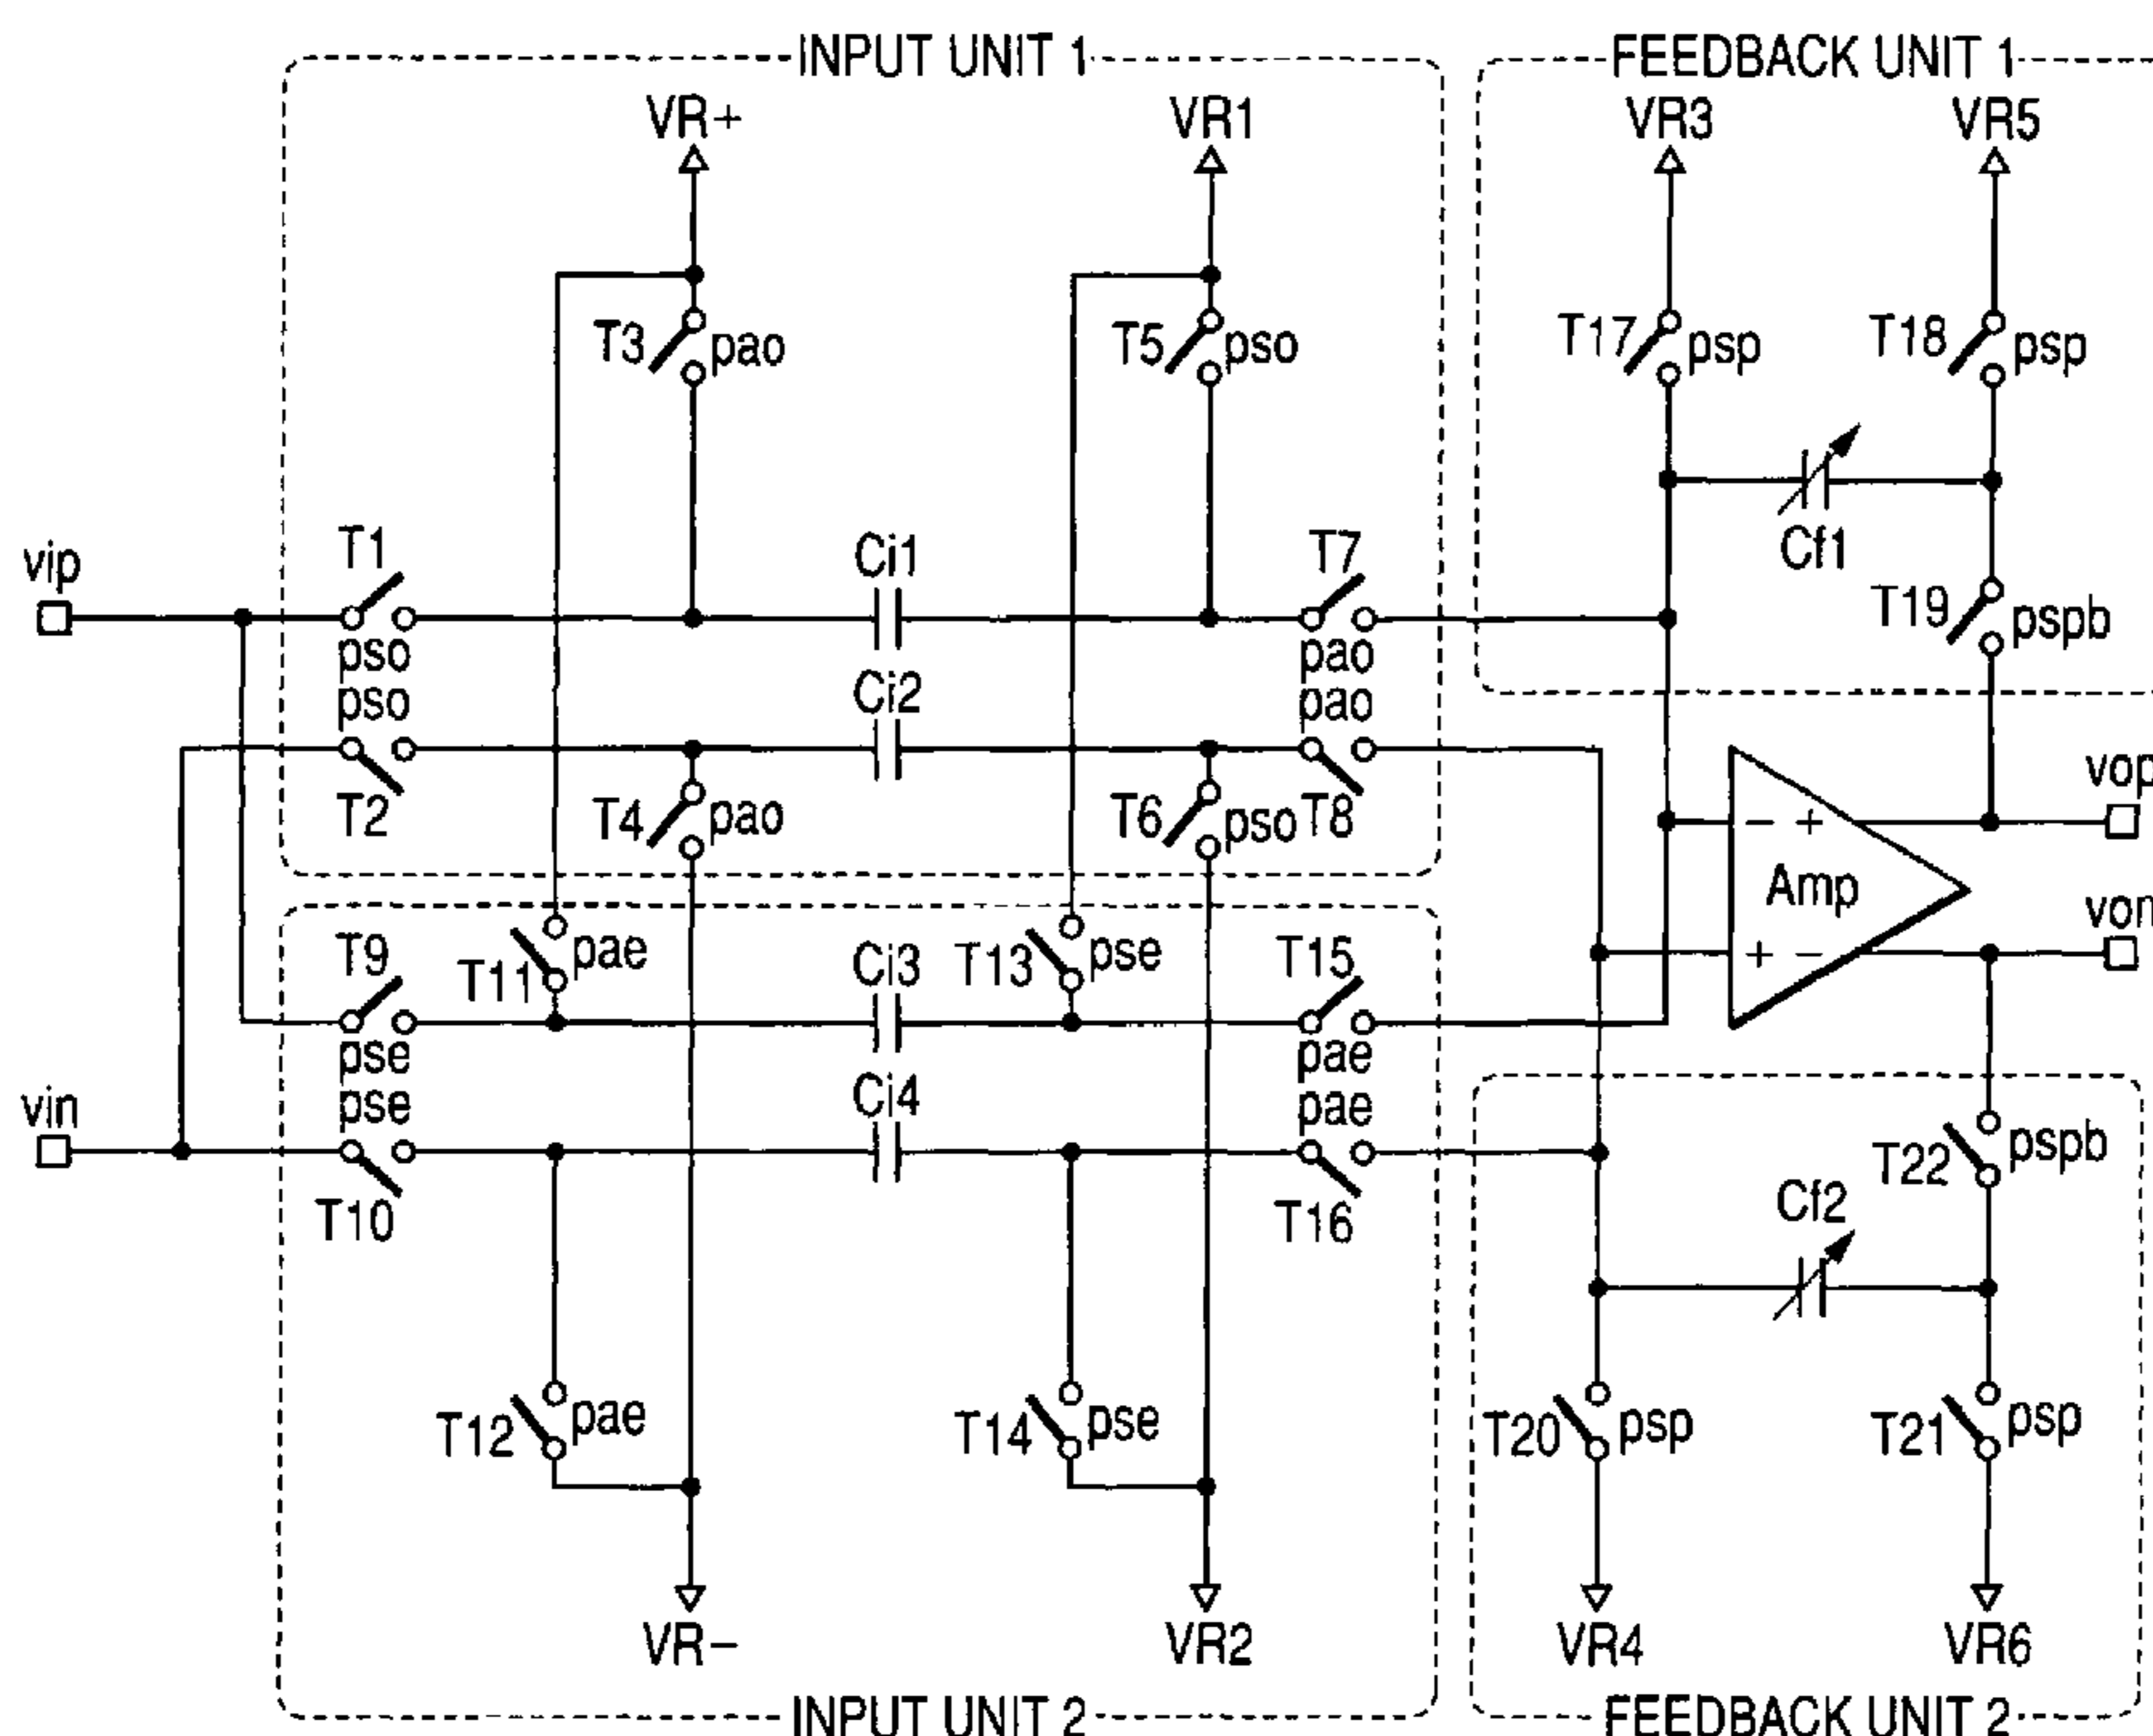 INPUT UNIT 1
FEEDBACK UNIT 1
VR+
VR1
VR3
VR5
T3
pao
T5
pso
T17
psp
T18
psp
vip
T1
pso
Ci1
T7
pao
Cf1
T19
pspb
pso
T2
Ci2
T4
pao
T6
pso
pao
T8
- +
Amp
+ -
vop
von
T9
pse
T11
pae
Ci3
T13
pse
T15
pae
vin
pse
T10
Ci4
pae
T16
T22
pspb
Cf2
T12
pae
T14
pse
T20
psp
T21
psp
VR-
VR2
VR4
VR6
INPUT UNIT 2
FEEDBACK UNIT 2